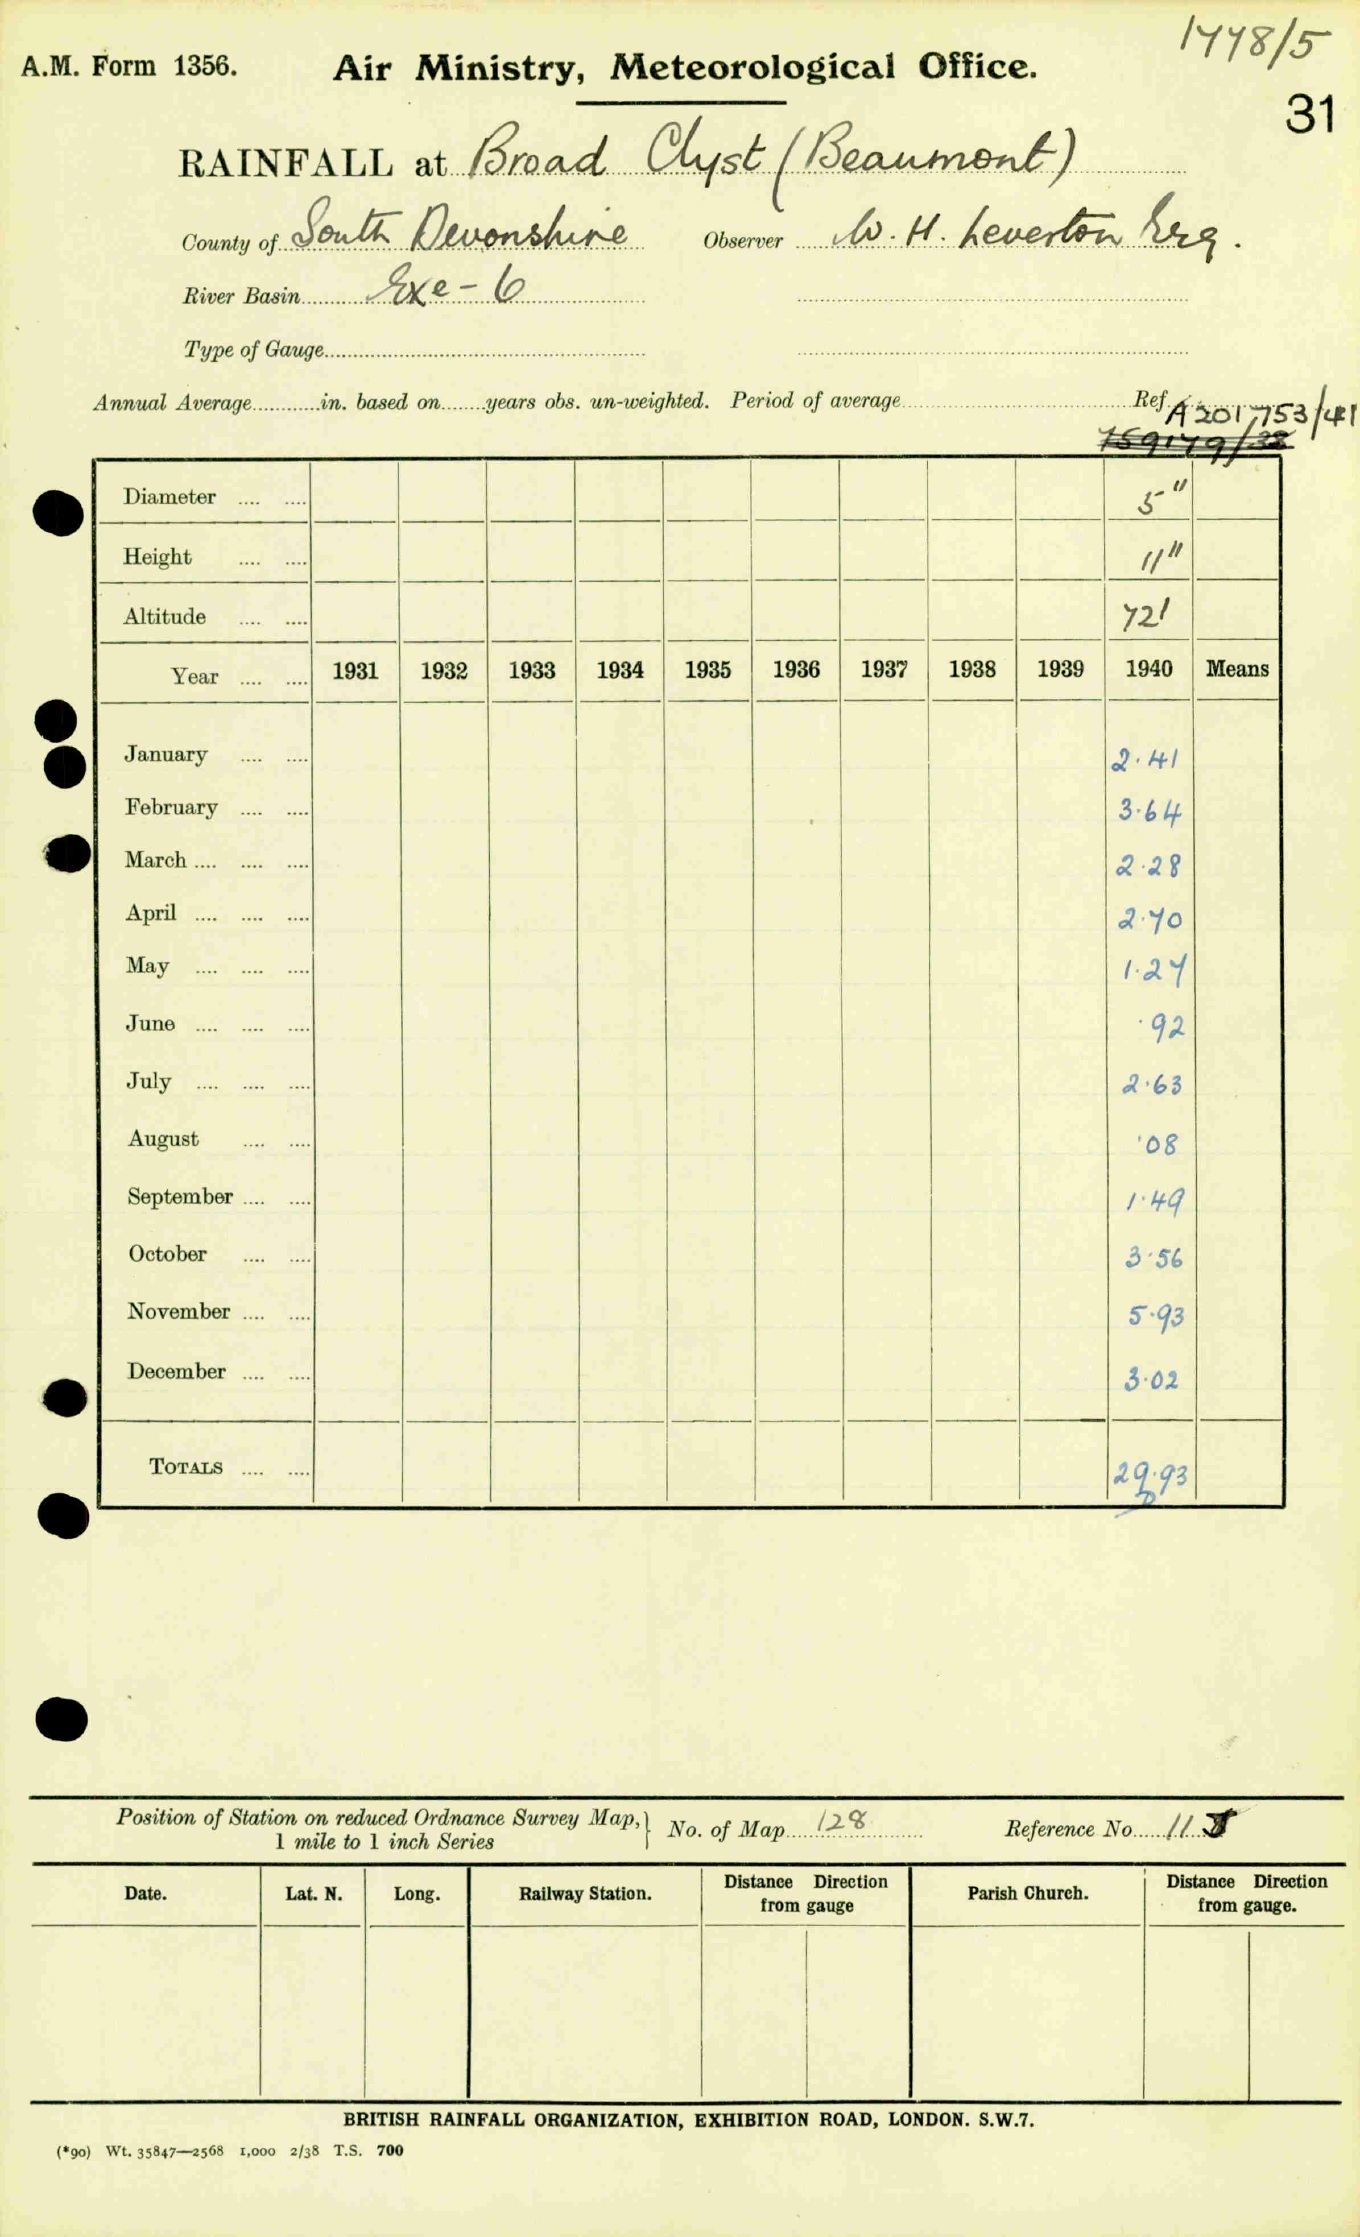 1778/5
A.M. Form 1356. Air Ministry, Meteorological Office.
31
RAINFALL at Broad Clyst (Beaumont)
County of South Devonshire Observer W. H. Leverton Esq.
River Basin Exe - 6
Type of Gauge
Annual Average in. based on years obs. un-weighted. Period of average Ref A201753/41
159179/38
Diameter 5"
Height 11"
Altitude 72'
Year 1931 1932 1933 1934 1935 1936 1937 1938 1939 1940 Means
January 2.41
February 3.64
March 2.28
April 2.70
May 1.27
June .92
July 2.63
August .08
September 1.49
October 3.56
November 5.93
December 3.02
TOTALS 29.93
Position of Station on reduced Ordnance Survey Map, 1 mile to 1 inch Series No. of Map 128 Reference No. 11 J
Date. Lat. N. Long. Railway Station. Distance Direction from gauge Parish Church. Distance Direction from gauge.
BRITISH RAINFALL ORGANIZATION, EXHIBITION ROAD, LONDON. S.W.7.
(*90) Wt. 35847—2568 1,000 2/38 T.S. 700